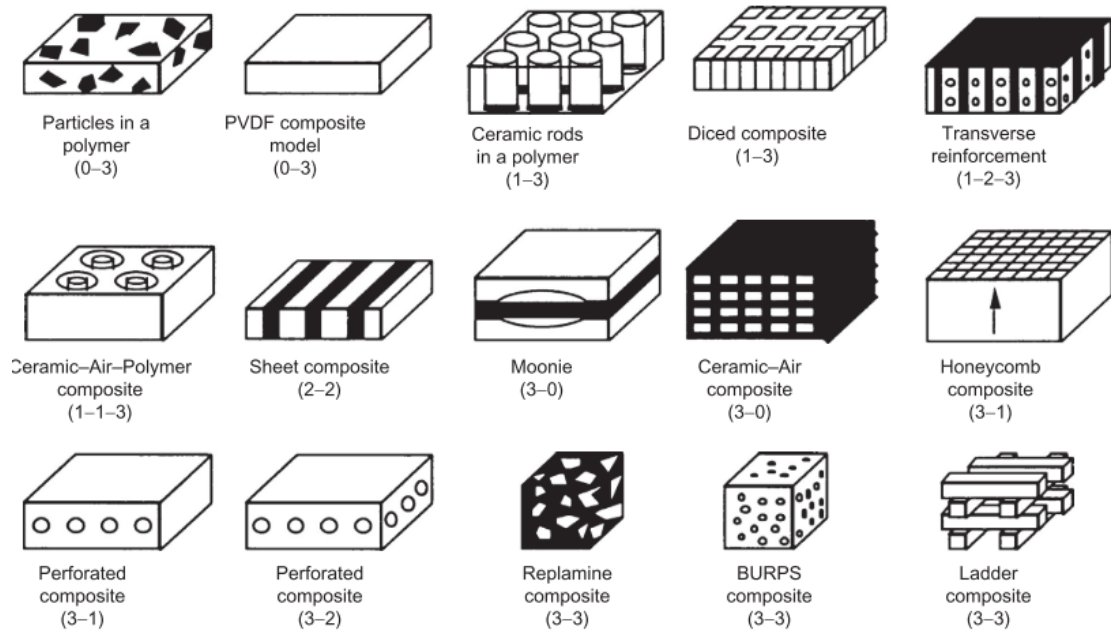 Particles in a
polymer
(0–3)
PVDF composite
model
(0–3)
Ceramic rods
in a polymer
(1–3)
Diced composite
(1–3)
Transverse
reinforcement
(1–2–3)
Ceramic–Air–Polymer
composite
(1–1–3)
Sheet composite
(2–2)
Moonie
(3–0)
Ceramic–Air
composite
(3–0)
Honeycomb
composite
(3–1)
Perforated
composite
(3–1)
Perforated
composite
(3–2)
Replamine
composite
(3–3)
BURPS
composite
(3–3)
Ladder
composite
(3–3)